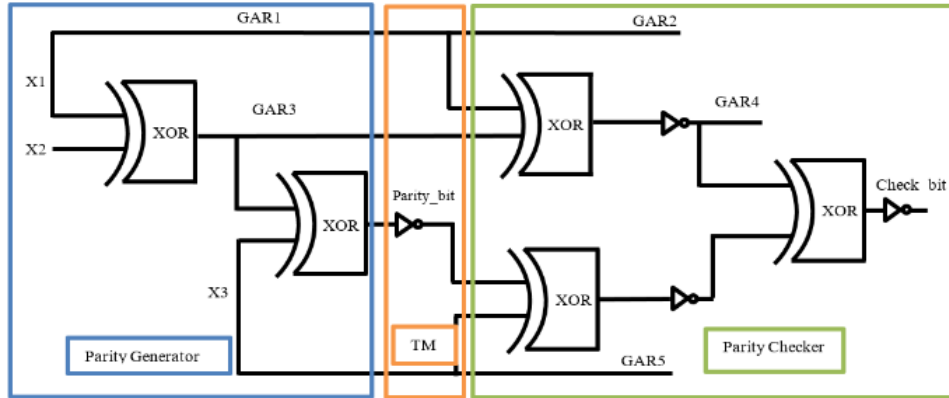 GAR1
GAR2
X1
GAR3
GAR4
XOR
XOR
X2
Parity_bit
Check_bit
XOR
XOR
X3
XOR
Parity Generator
TM
Parity Checker
GAR5